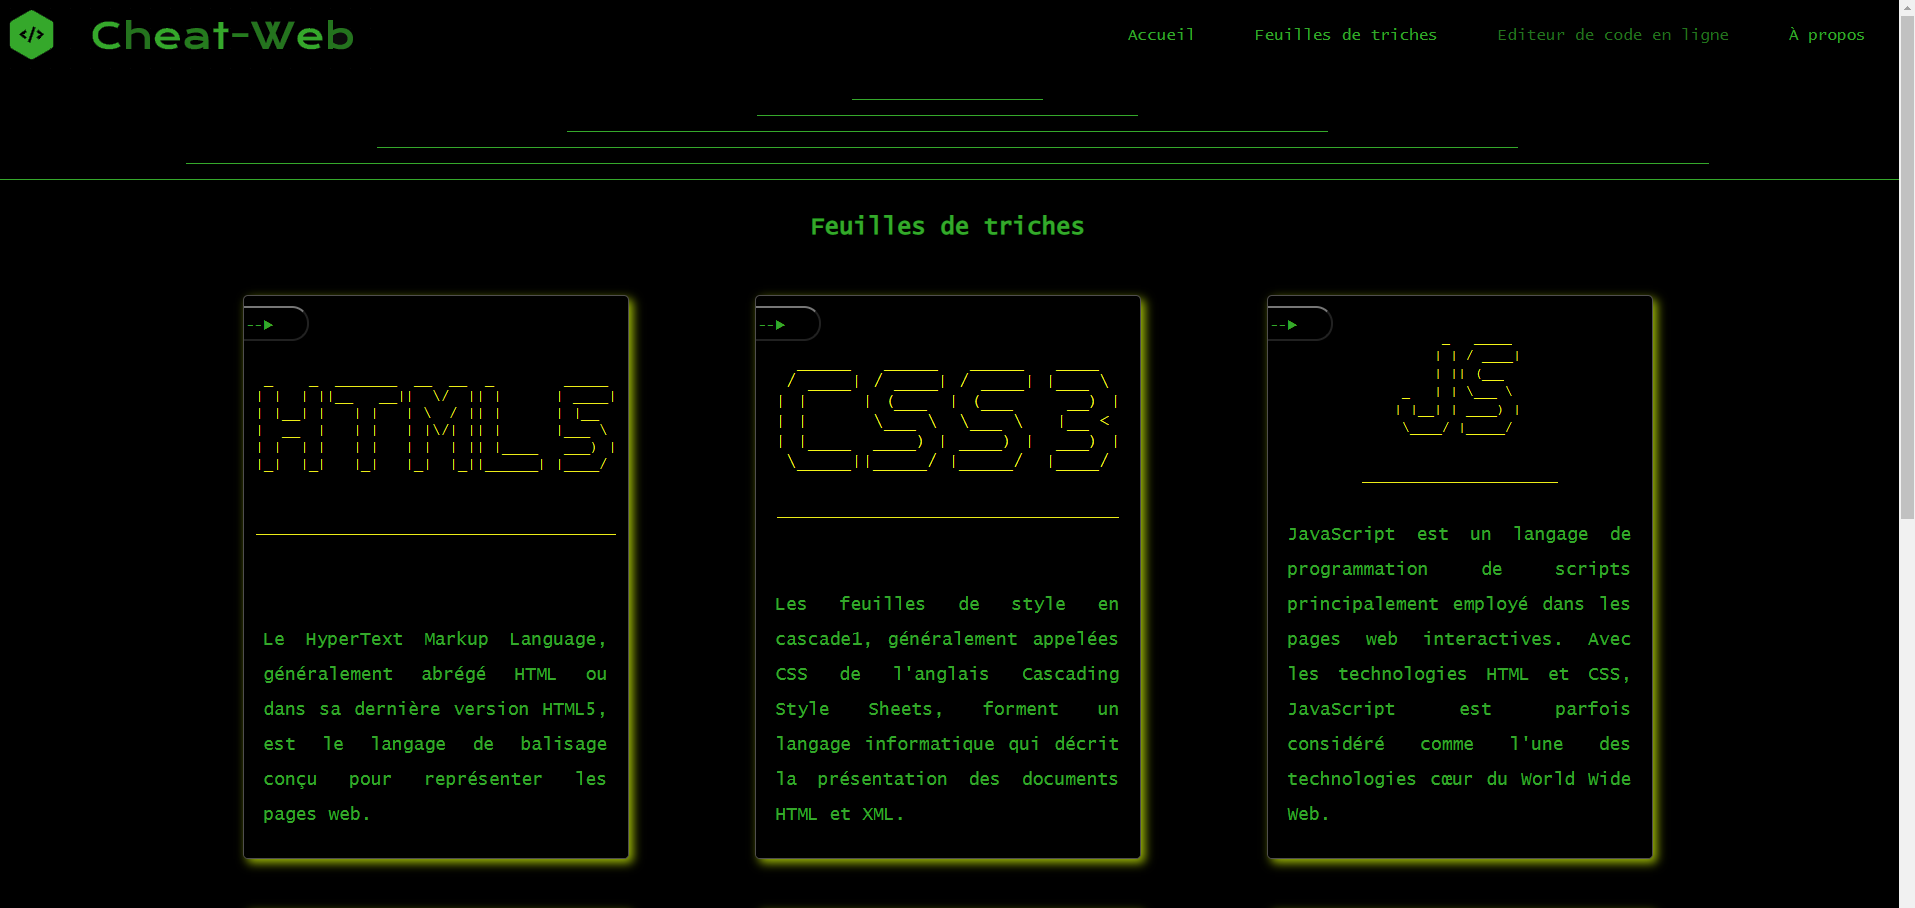 Cheat-Web
Accueil
Feuilles de triches
Editeur de code en ligne
À propos
Feuilles de triches
--►
HTML5
Le HyperText Markup Language,
généralement abrégé HTML ou
dans sa dernière version HTML5,
est le langage de balisage
conçu pour représenter les
pages web.
--►
CSS3
Les feuilles de style en
cascade1, généralement appelées
CSS de l'anglais Cascading
Style Sheets, forment un
langage informatique qui décrit
la présentation des documents
HTML et XML.
--►
JS
JavaScript est un langage de
programmation de scripts
principalement employé dans les
pages web interactives. Avec
les technologies HTML et CSS,
JavaScript est parfois
considéré comme l'une des
technologies cœur du World Wide
Web.